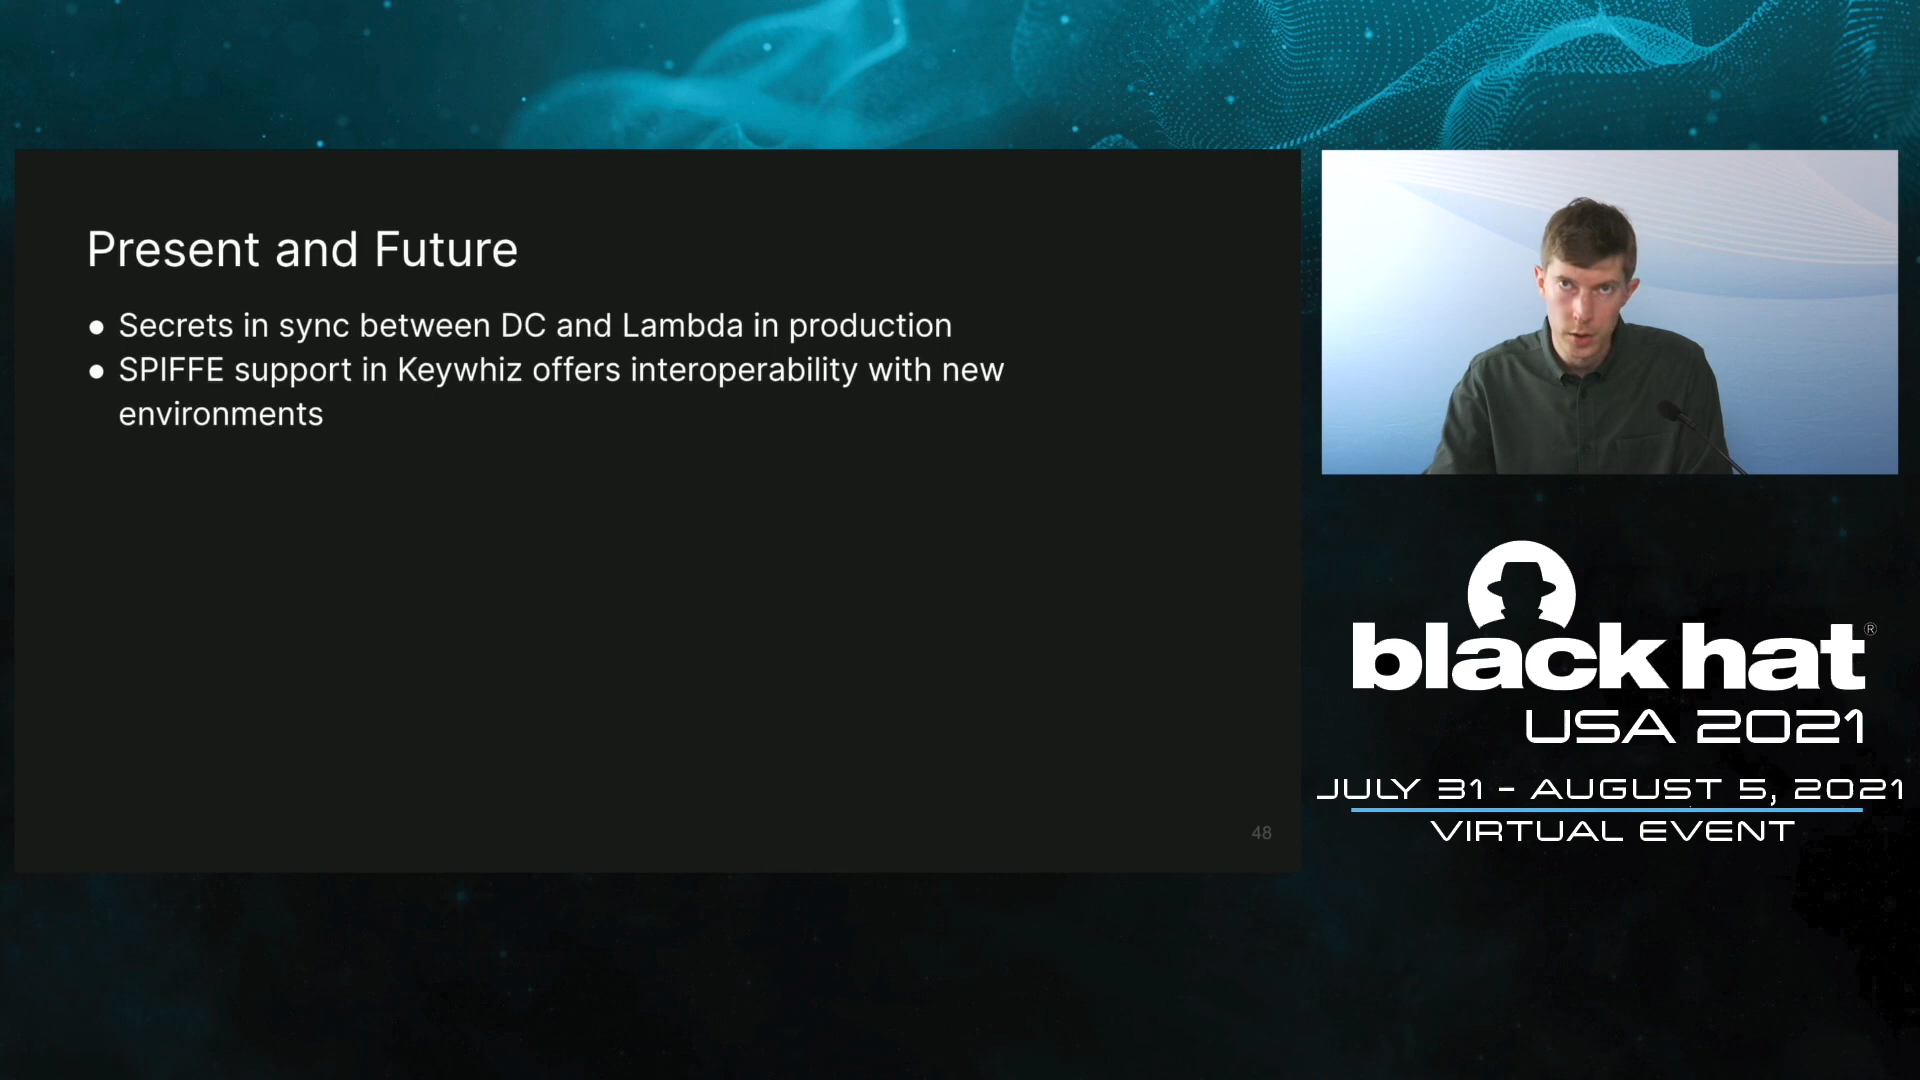 Present and Future
● Secrets in sync between DC and Lambda in production
● SPIFFE support in Keywhiz offers interoperability with new
environments
48
black hat®
USA 2021
JULY 31 - AUGUST 5, 2021
VIRTUAL EVENT